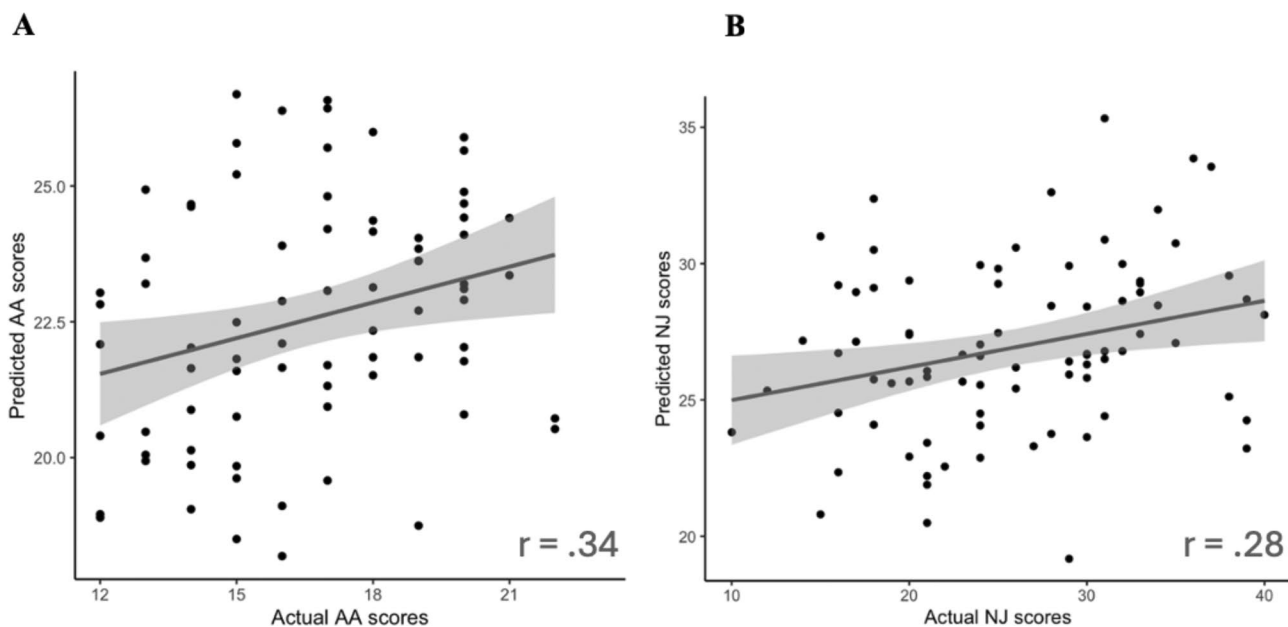 A
B
Predicted AA scores
25.0
22.5
20.0
12
15
18
21
Actual AA scores
r = .34
Predicted NJ scores
35
30
25
20
10
20
30
40
Actual NJ scores
r = .28